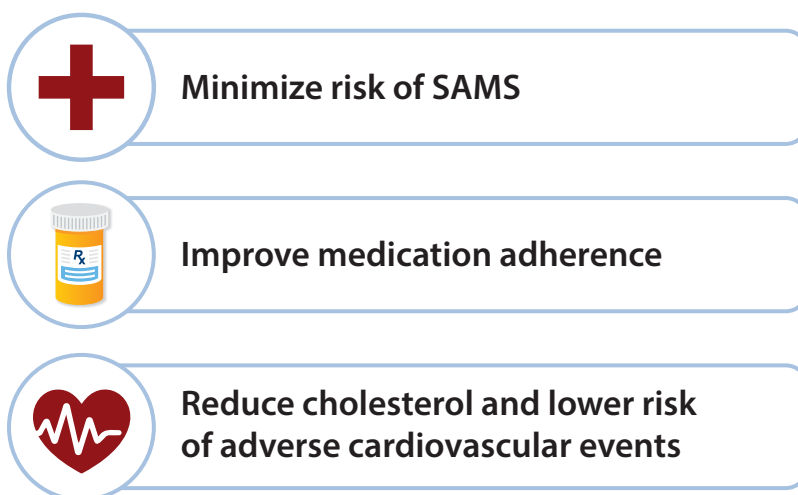 Minimize risk of SAMS
Rx
Improve medication adherence
Reduce cholesterol and lower risk
of adverse cardiovascular events